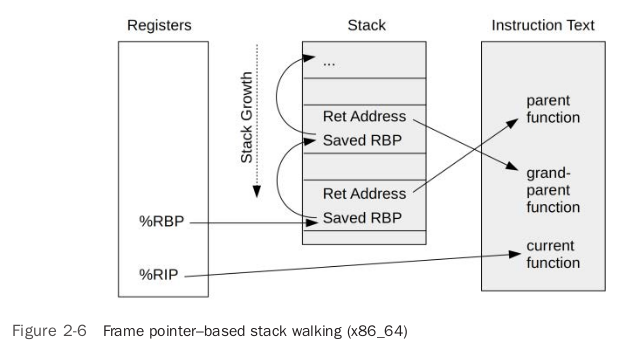 Registers
Stack
Instruction Text
Stack Growth
...
Ret Address
Saved RBP
Ret Address
Saved RBP
%RBP
%RIP
parent
function
grand-
parent
function
current
function
Figure 2-6 Frame pointer–based stack walking (x86_64)